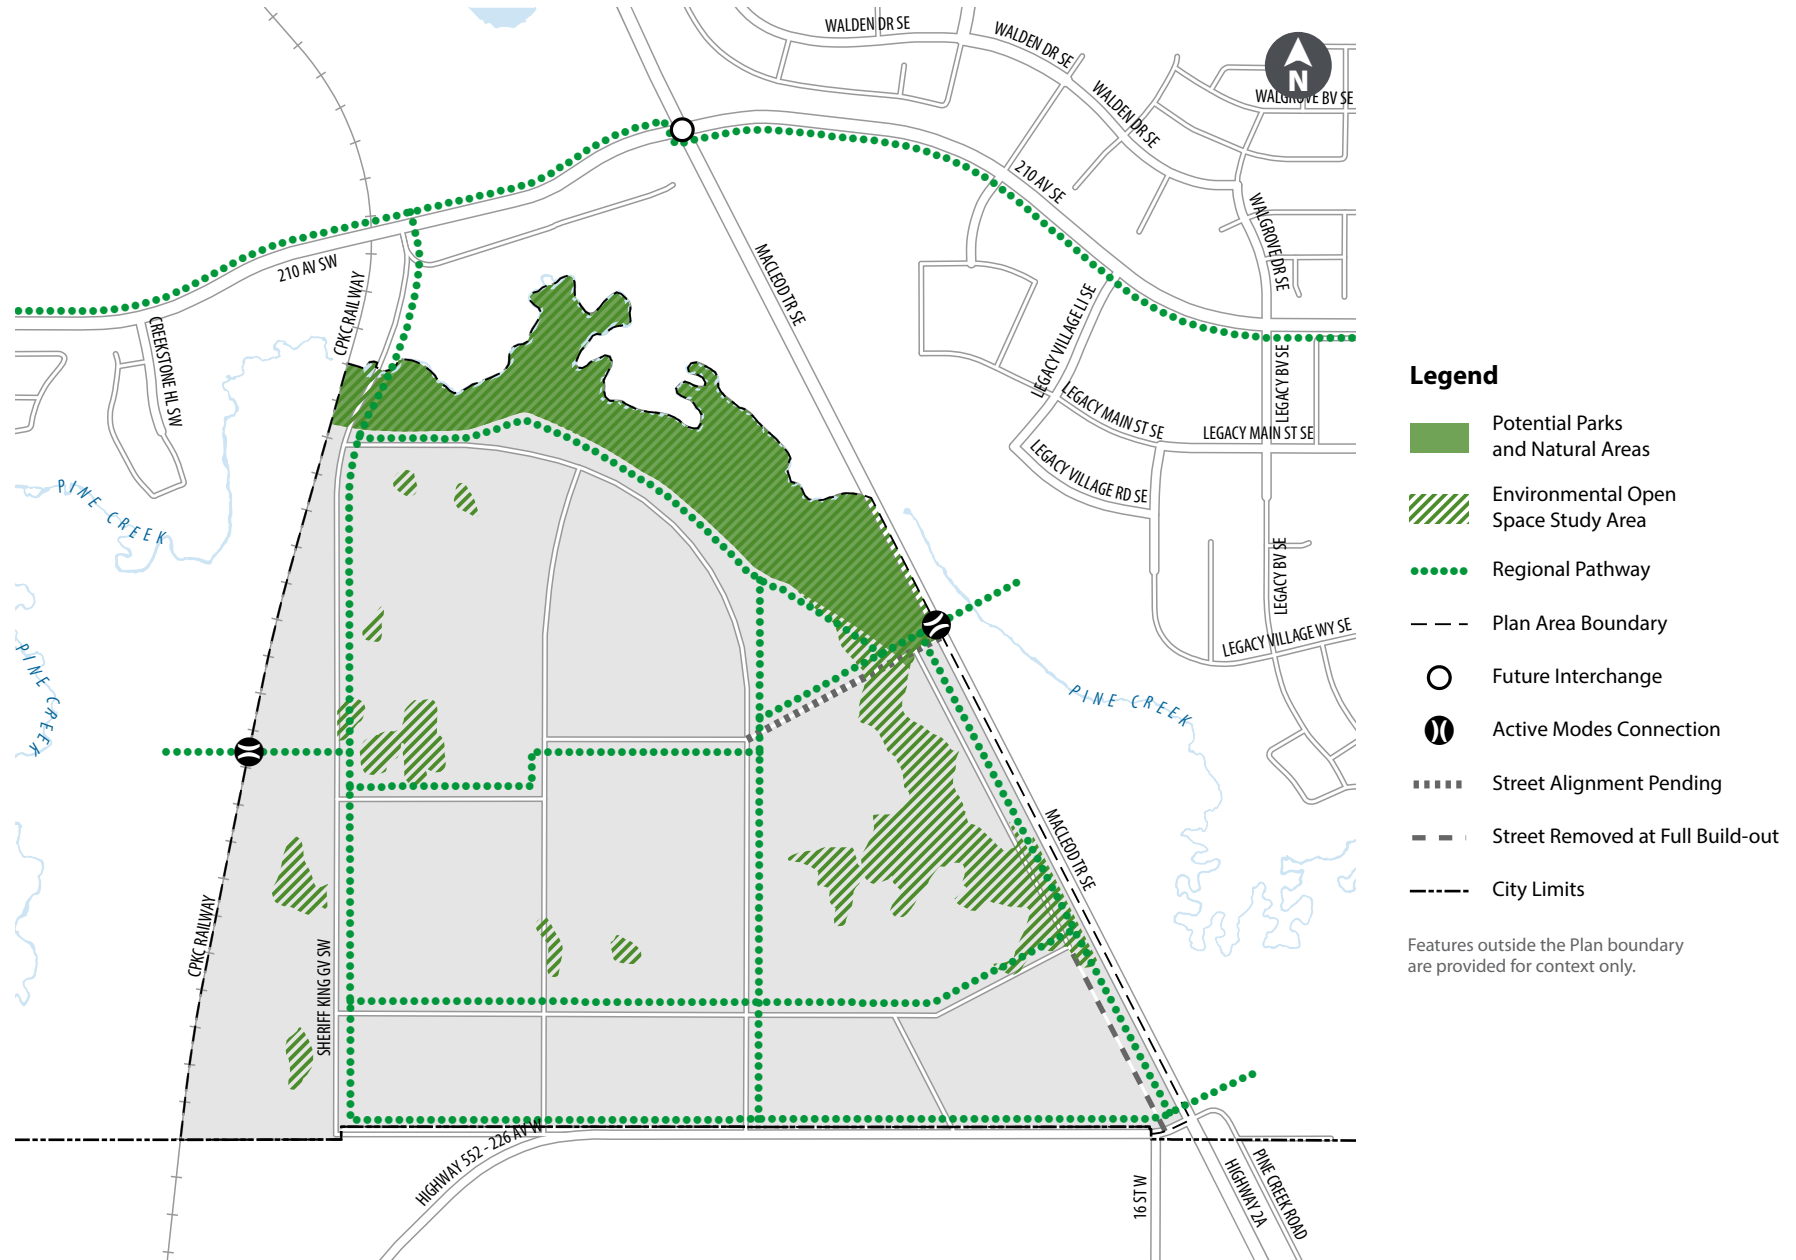 WALDEN DR SE
WALDEN DR SE
WALDEN DR SE
N
WALGROVE BV SE
210 AV SE
WALGROVE DR SE
210 AV SW
CPKC RAILWAY
MACLEOD TR SE
CREEKSTONE HL SW
LEGACY VILLAGE LI SE
LEGACY BV SE
LEGACY MAIN ST SE
LEGACY MAIN ST SE
LEGACY VILLAGE RD SE
PINE CREEK
LEGACY BV SE
LEGACY VILLAGE WY SE
PINE CREEK
PINE CREEK
MACLEOD TR SE
CPKC RAILWAY
SHERIFF KING GV SW
HIGHWAY 552 - 226 AV W
16 ST W
HIGHWAY 2A
PINE CREEK ROAD
Legend
Potential Parks
and Natural Areas
Environmental Open
Space Study Area
Regional Pathway
Plan Area Boundary
Future Interchange
Active Modes Connection
Street Alignment Pending
Street Removed at Full Build-out
City Limits
Features outside the Plan boundary
are provided for context only.